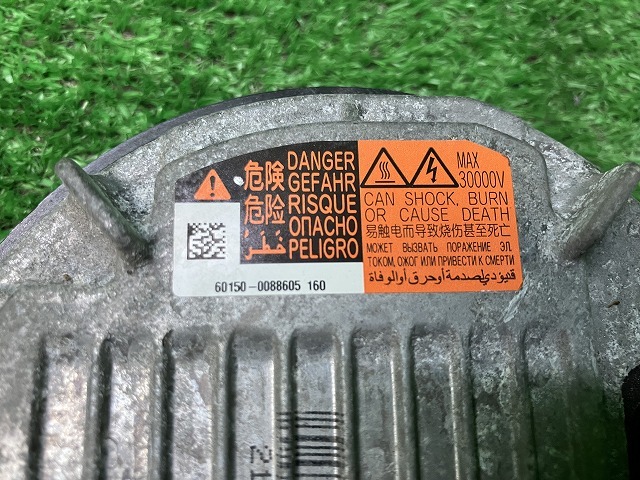 危険 DANGER
GEFAHR
危险 RISQUE
ОПАСНО
خطر PELIGRO
60150-0088605 160
MAX
30000V
CAN SHOCK, BURN
OR CAUSE DEATH
易触电而导致烧伤甚至死亡
МОЖЕТ ВЫЗВАТЬ ПОРАЖЕНИЕ ЭЛ.
ТОКОМ, ОЖОГ ИЛИ ПРИВЕСТИ К СМЕРТИ
قد يؤدي لصدمة أو حرق أو الوفاة